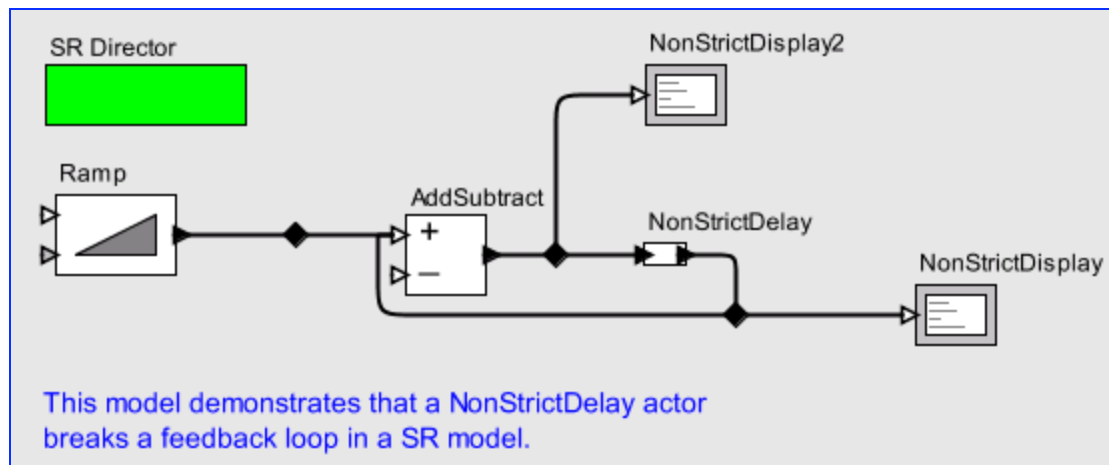 SR Director
NonStrictDisplay2
Ramp
AddSubtract
+
−
NonStrictDelay
NonStrictDisplay
This model demonstrates that a NonStrictDelay actor
breaks a feedback loop in a SR model.